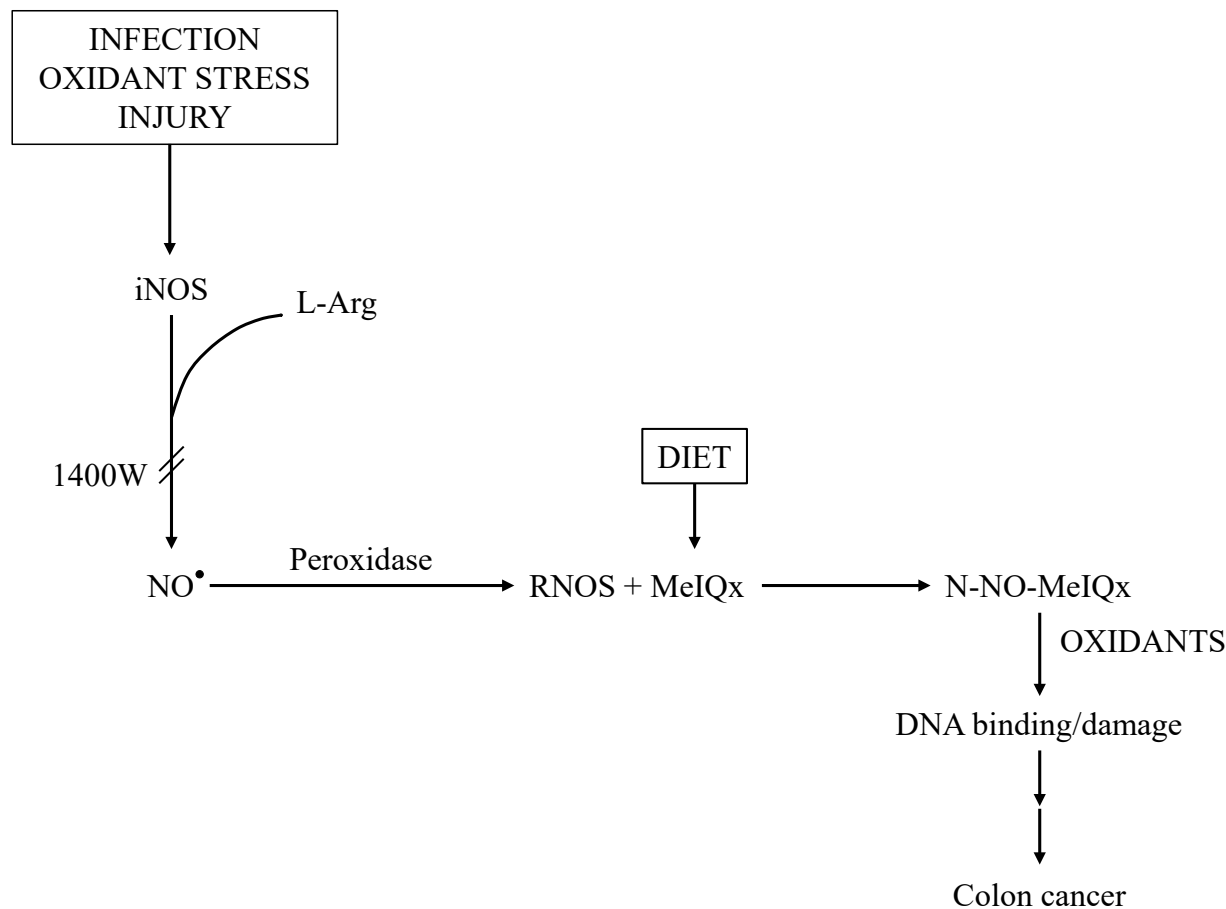 INFECTION
OXIDANT STRESS
INJURY
iNOS
L-Arg
1400W
DIET
NO•
Peroxidase
RNOS + MeIQx
N-NO-MeIQx
OXIDANTS
DNA binding/damage
Colon cancer